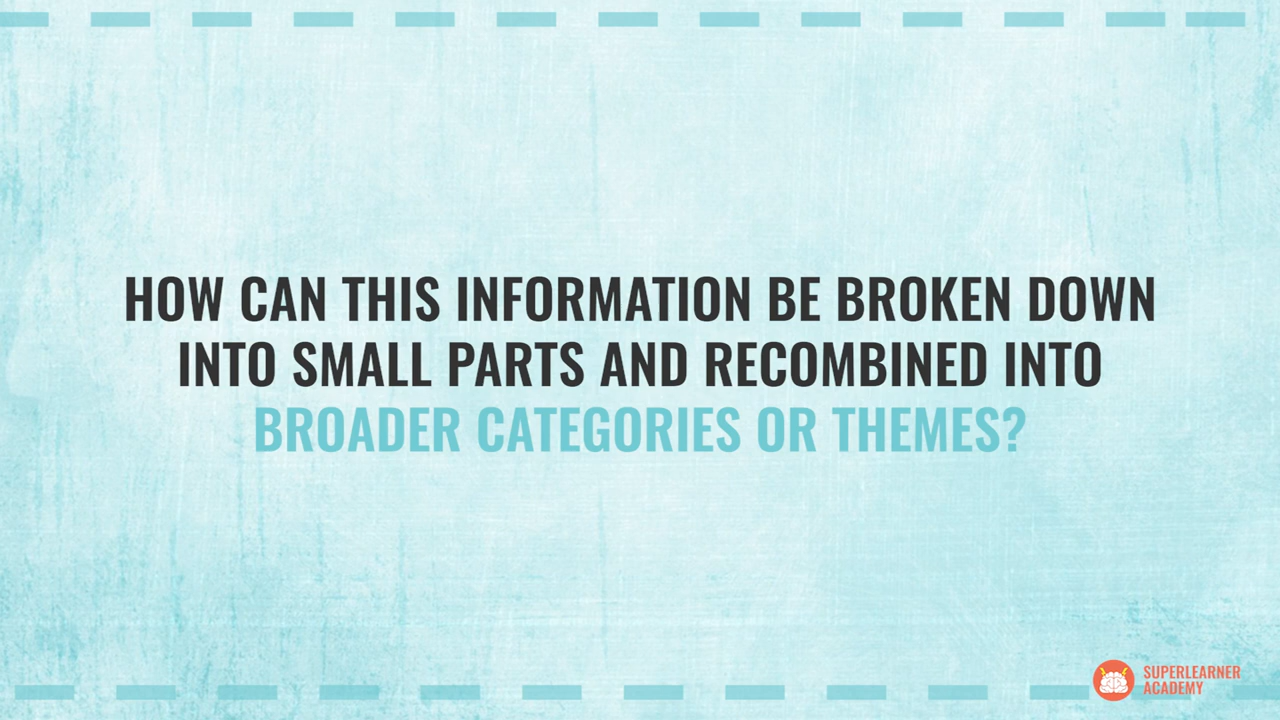 HOW CAN THIS INFORMATION BE BROKEN DOWN
INTO SMALL PARTS AND RECOMBINED INTO
BROADER CATEGORIES OR THEMES?
SUPERLEARNER
ACADEMY